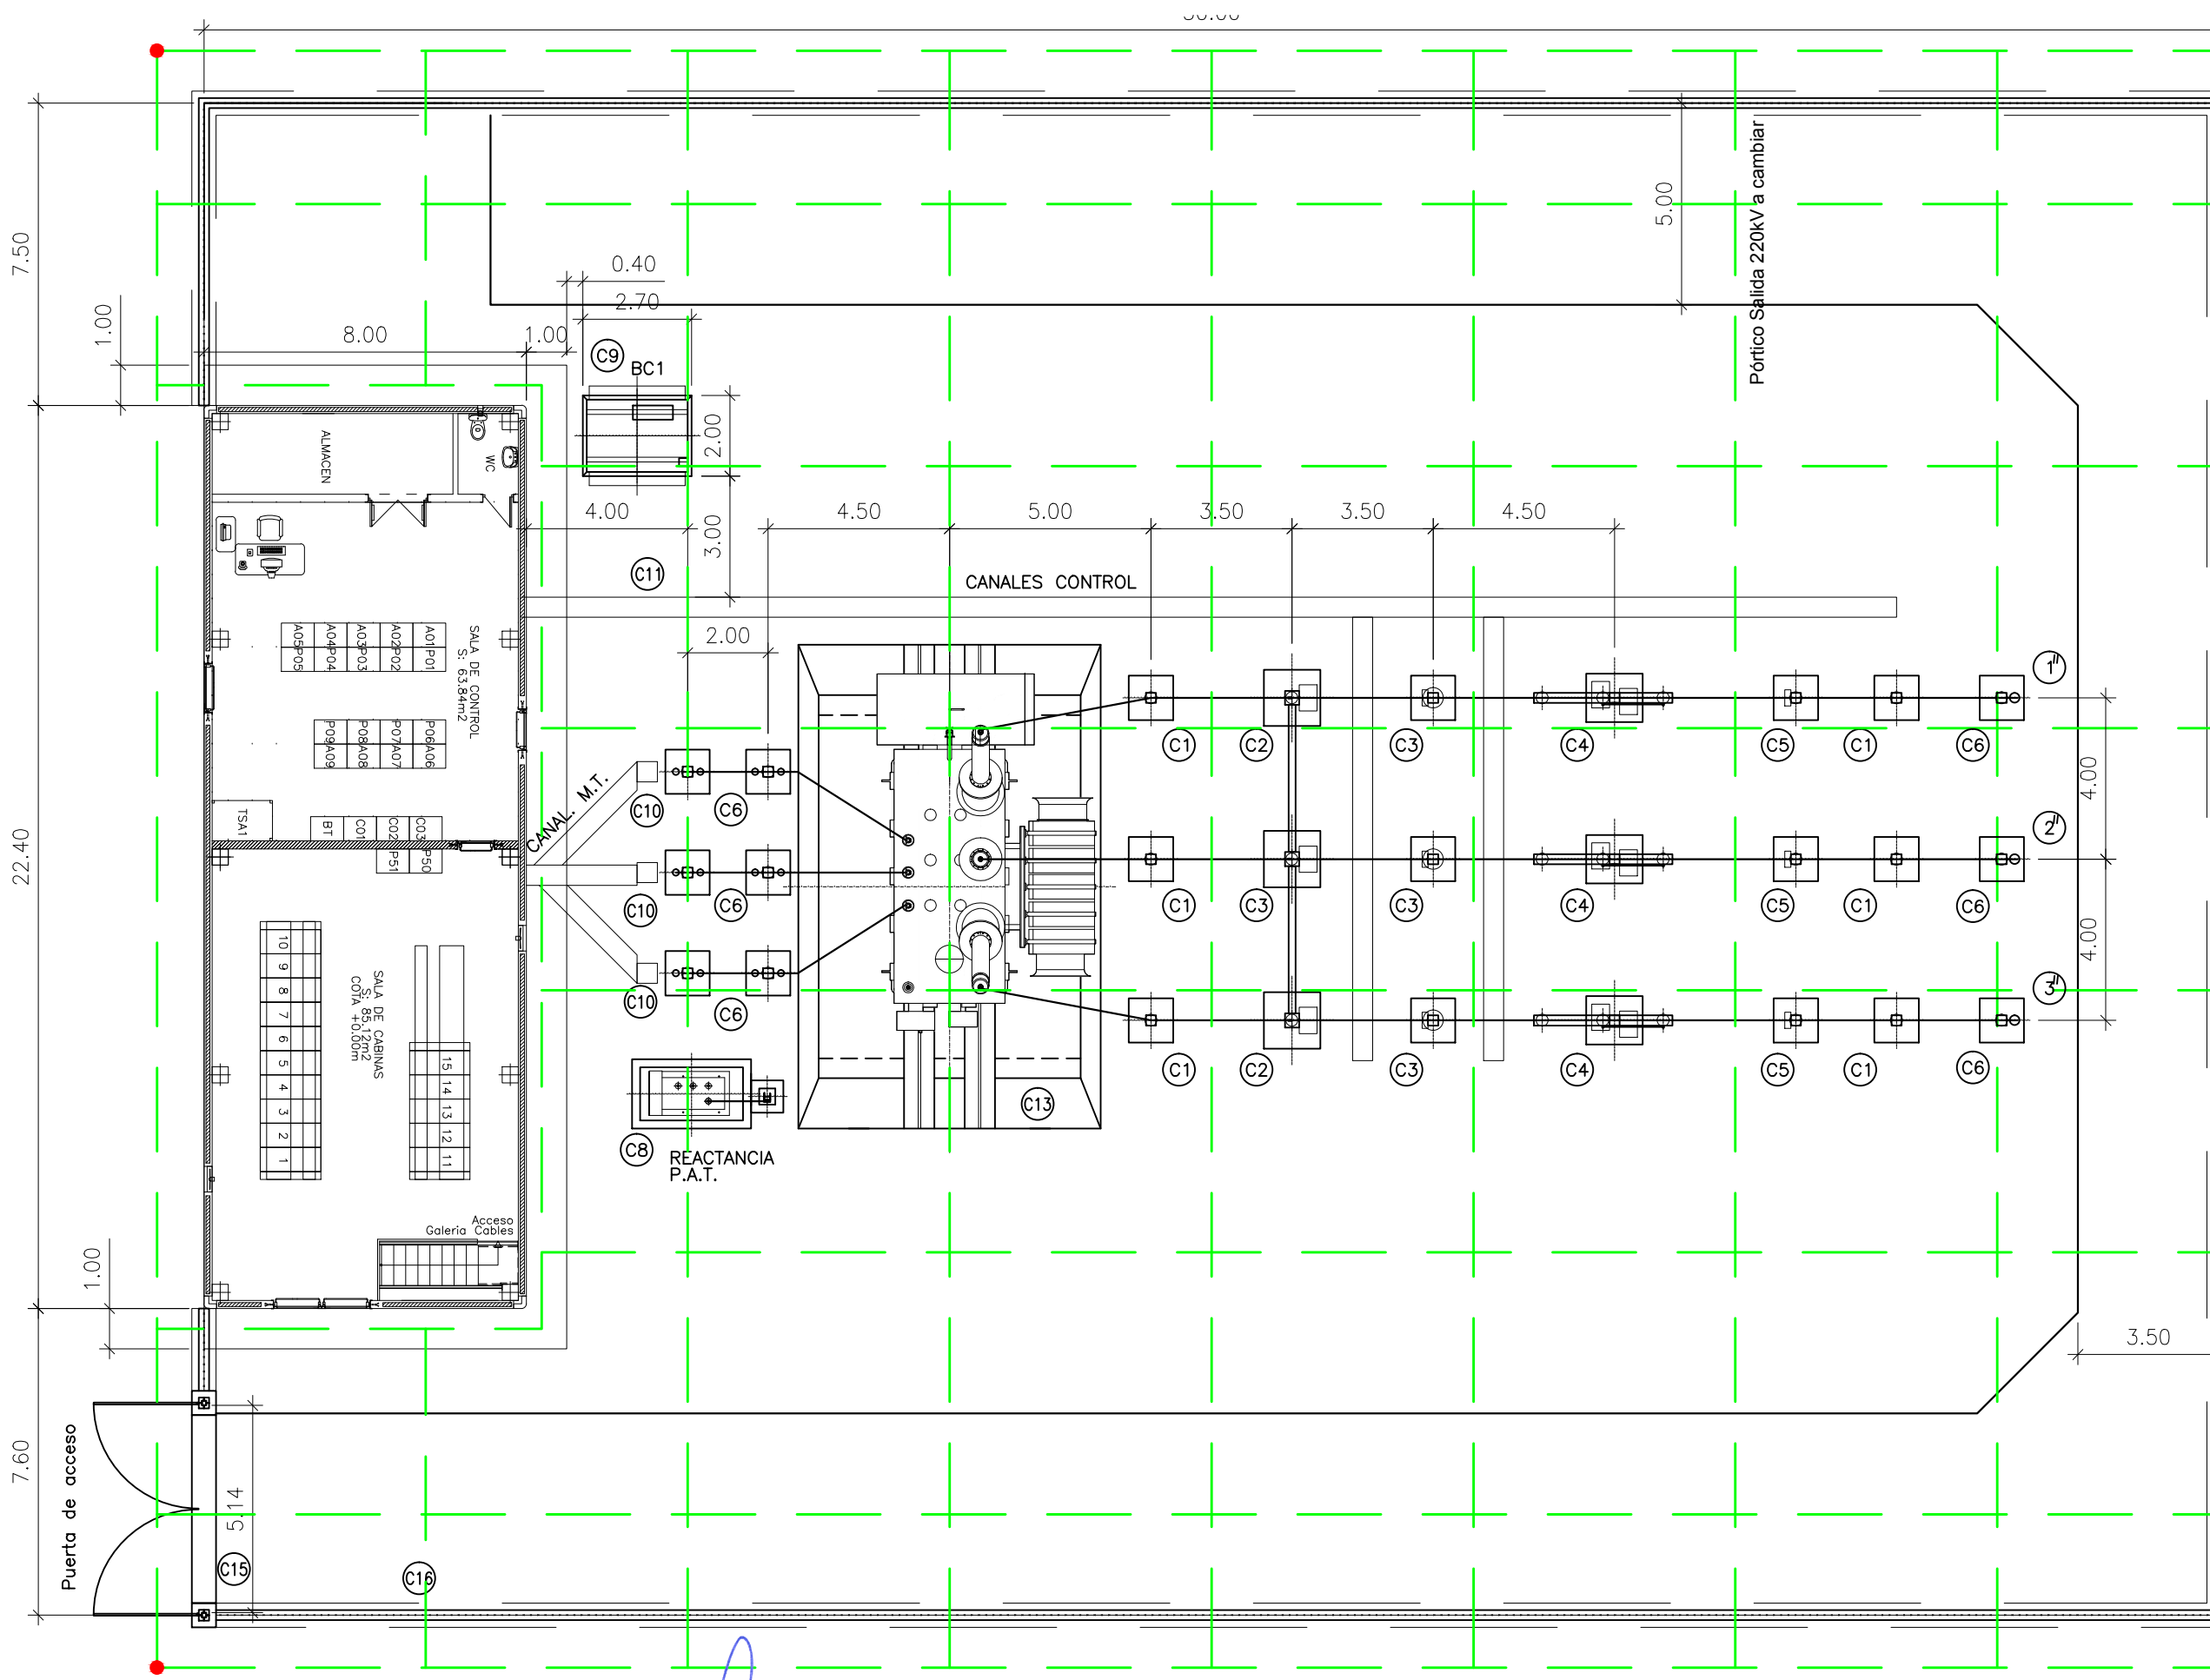 7.50
1.00
8.00
1.00
0.40
2.70
C9
BC1
2.00
3.00
5.00
Pórtico Salida 220kV a cambiar
ALMACEN
WC
4.00
4.50
5.00
3.50
3.50
4.50
C11
CANALES CONTROL
2.00
A05P05
A04P04
A03P03
A02P02
A01P01
SALA DE CONTROL
S: 63.84m2
P09A09
P08A08
P07A07
P06A06
TSA1
BT
C01
C02
C03
P51
P50
CANAL. M.T.
22.40
C10
C6
C10
C6
C10
C6
1"
C1
C2
C3
C4
C5
C1
C6
4.00
2"
C1
C3
C3
C4
C5
C1
C6
4.00
3"
C1
C2
C3
C4
C5
C1
C6
10
9
8
7
6
5
4
3
2
1
SALA DE CABINAS
S: 85.12m2
COTA +0.00m
15
14
13
12
11
C13
C8
REACTANCIA
P.A.T.
Acceso
Galeria Cables
1.00
3.50
7.60
Puerta de acceso
5.14
C15
C16